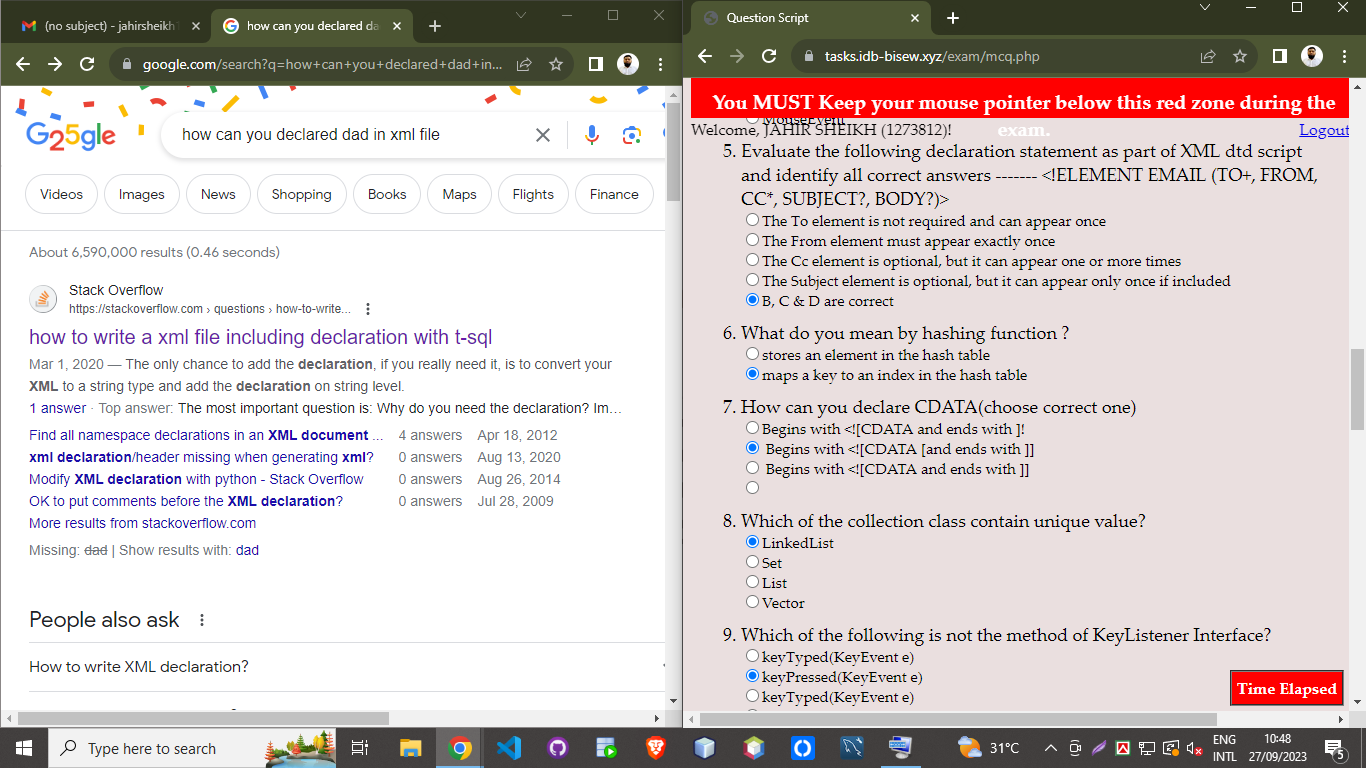 (no subject) - jahirsheikh
how can you declared da
google.com/search?q=how+can+you+declared+dad+in...
G25gle
how can you declared dad in xml file
Videos
Images
News
Shopping
Books
Maps
Flights
Finance
About 6,590,000 results (0.46 seconds)
Stack Overflow
https://stackoverflow.com › questions › how-to-write...
how to write a xml file including declaration with t-sql
Mar 1, 2020 — The only chance to add the declaration, if you really need it, is to convert your
XML to a string type and add the declaration on string level.
1 answer · Top answer: The most important question is: Why do you need the declaration? Im...
Find all namespace declarations in an XML document ... 4 answers Apr 18, 2012
xml declaration/header missing when generating xml? 0 answers Aug 13, 2020
Modify XML declaration with python - Stack Overflow 0 answers Aug 26, 2014
OK to put comments before the XML declaration? 0 answers Jul 28, 2009
More results from stackoverflow.com
Missing: dad | Show results with: dad
People also ask
How to write XML declaration?
Question Script
tasks.idb-bisew.xyz/exam/mcq.php
You MUST Keep your mouse pointer below this red zone during the
exam.
MouseEvent
Welcome, JAHIR SHEIKH (1273812)!
Logout
5. Evaluate the following declaration statement as part of XML dtd script
and identify all correct answers ------- <!ELEMENT EMAIL (TO+, FROM,
CC*, SUBJECT?, BODY?)>
The To element is not required and can appear once
The From element must appear exactly once
The Cc element is optional, but it can appear one or more times
The Subject element is optional, but it can appear only once if included
B, C & D are correct
6. What do you mean by hashing function ?
stores an element in the hash table
maps a key to an index in the hash table
7. How can you declare CDATA(choose correct one)
Begins with <![CDATA and ends with ]!
Begins with <![CDATA [and ends with ]]
Begins with <![CDATA and ends with ]]
8. Which of the collection class contain unique value?
LinkedList
Set
List
Vector
9. Which of the following is not the method of KeyListener Interface?
keyTyped(KeyEvent e)
keyPressed(KeyEvent e)
keyTyped(KeyEvent e)
Time Elapsed
Type here to search
31°C
ENG
INTL
10:48
27/09/2023
5